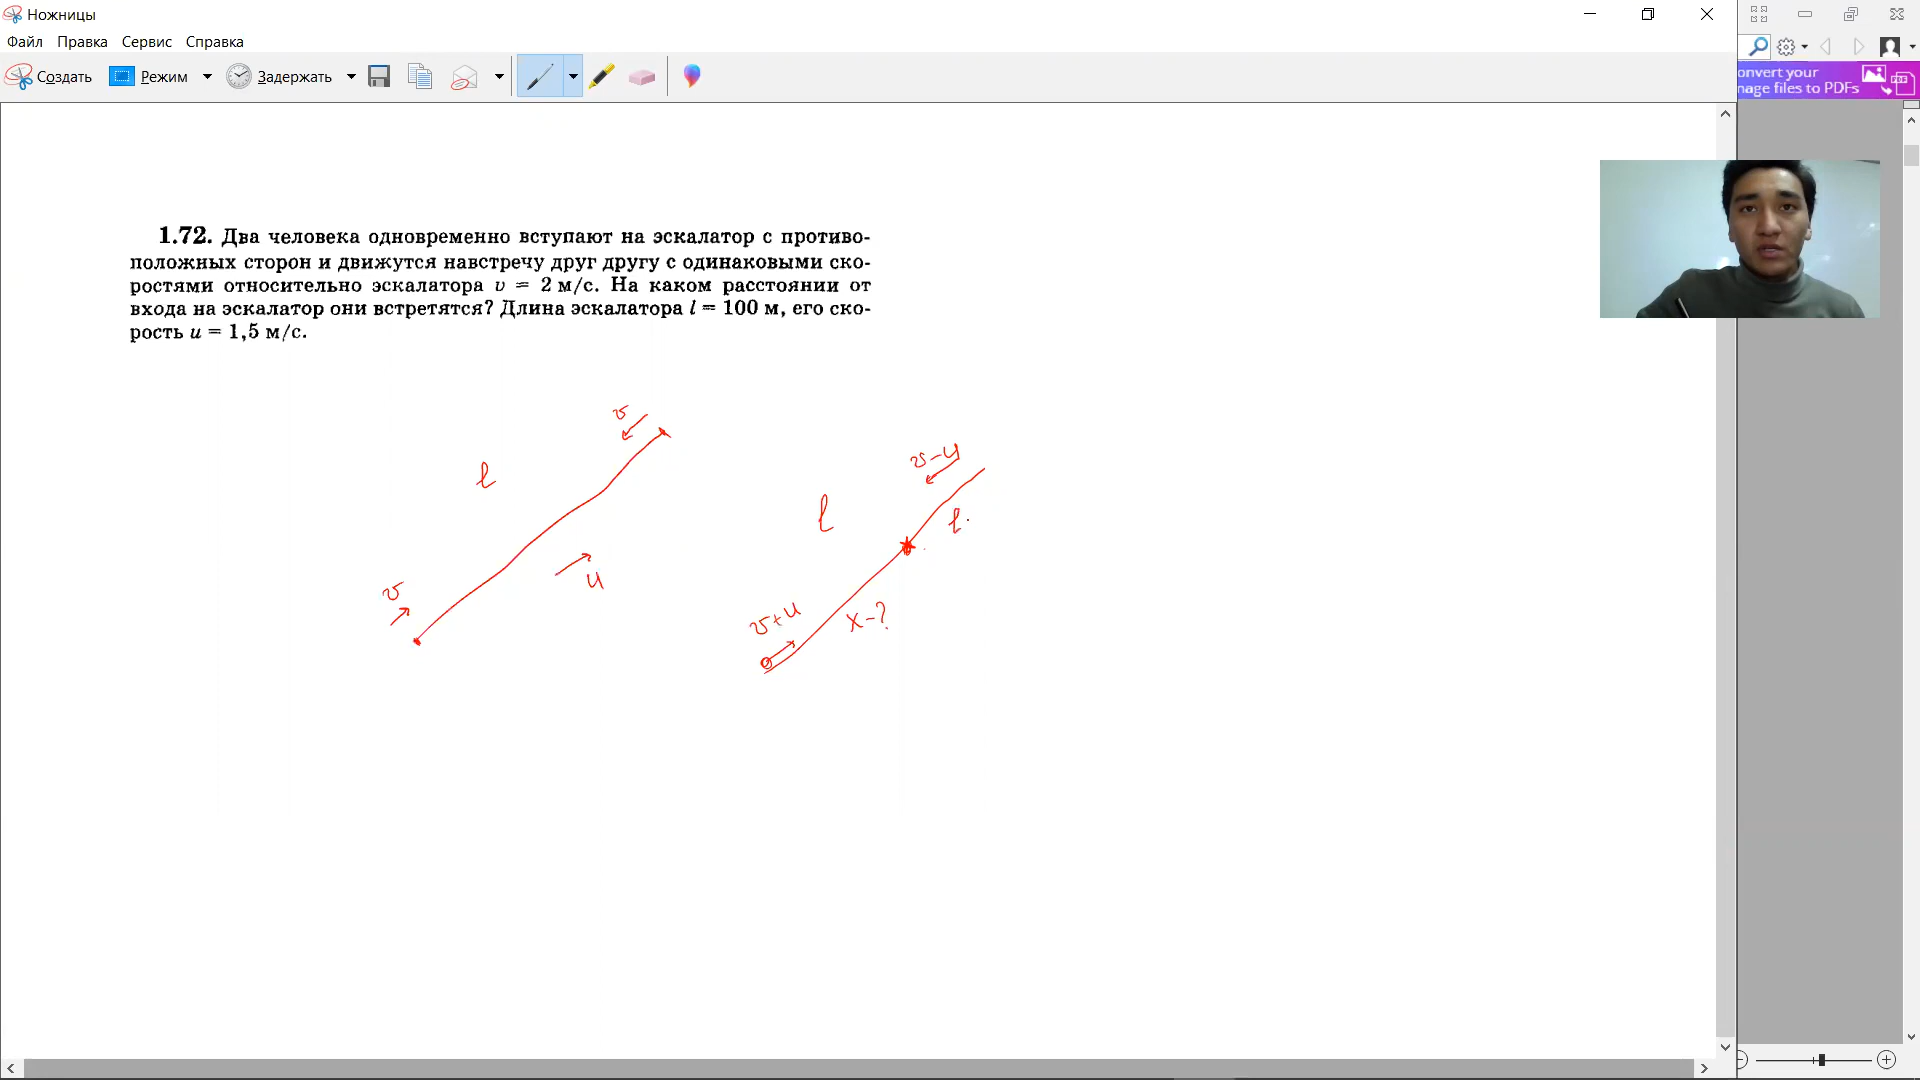 Ножницы
Файл Правка Сервис Справка
Создать Режим Задержать
onvert your
nage files to PDFs
1.72. Два человека одновременно вступают на эскалатор с противо-
положных сторон и движутся навстречу друг другу с одинаковыми ско-
ростями относительно эскалатора v = 2 м/с. На каком расстоянии от
входа на эскалатор они встретятся? Длина эскалатора l = 100 м, его ско-
рость u = 1,5 м/с.
v
l
v
u
v-u
l
l.
v+u
x-?